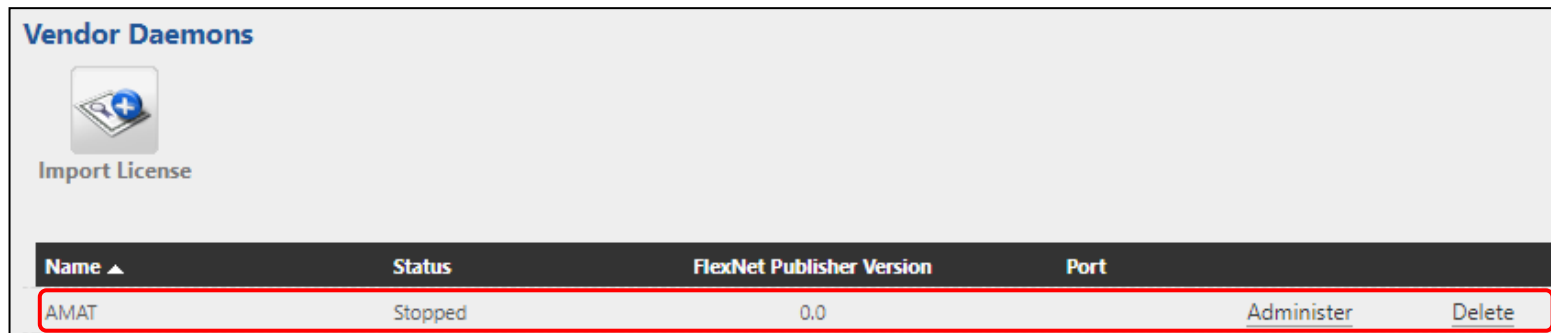 Vendor Daemons
Import License
Name ▲ Status FlexNet Publisher Version Port
AMAT Stopped 0.0 Administer Delete